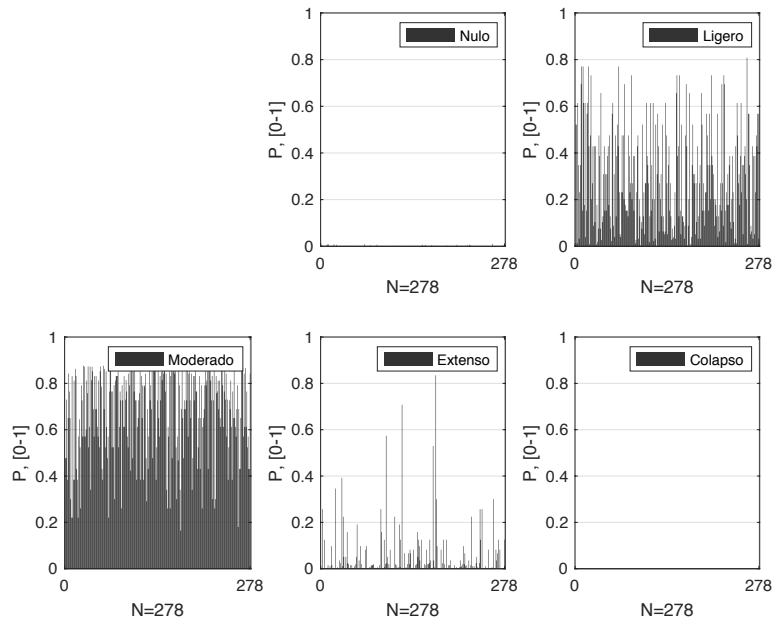 1
0.8
0.6
0.4
0.2
0
P, [0-1]
Nulo
0
278
N=278
1
0.8
0.6
0.4
0.2
0
P, [0-1]
Ligero
0
278
N=278
1
0.8
0.6
0.4
0.2
0
P, [0-1]
Moderado
0
278
N=278
1
0.8
0.6
0.4
0.2
0
P, [0-1]
Extenso
0
278
N=278
1
0.8
0.6
0.4
0.2
0
P, [0-1]
Colapso
0
278
N=278